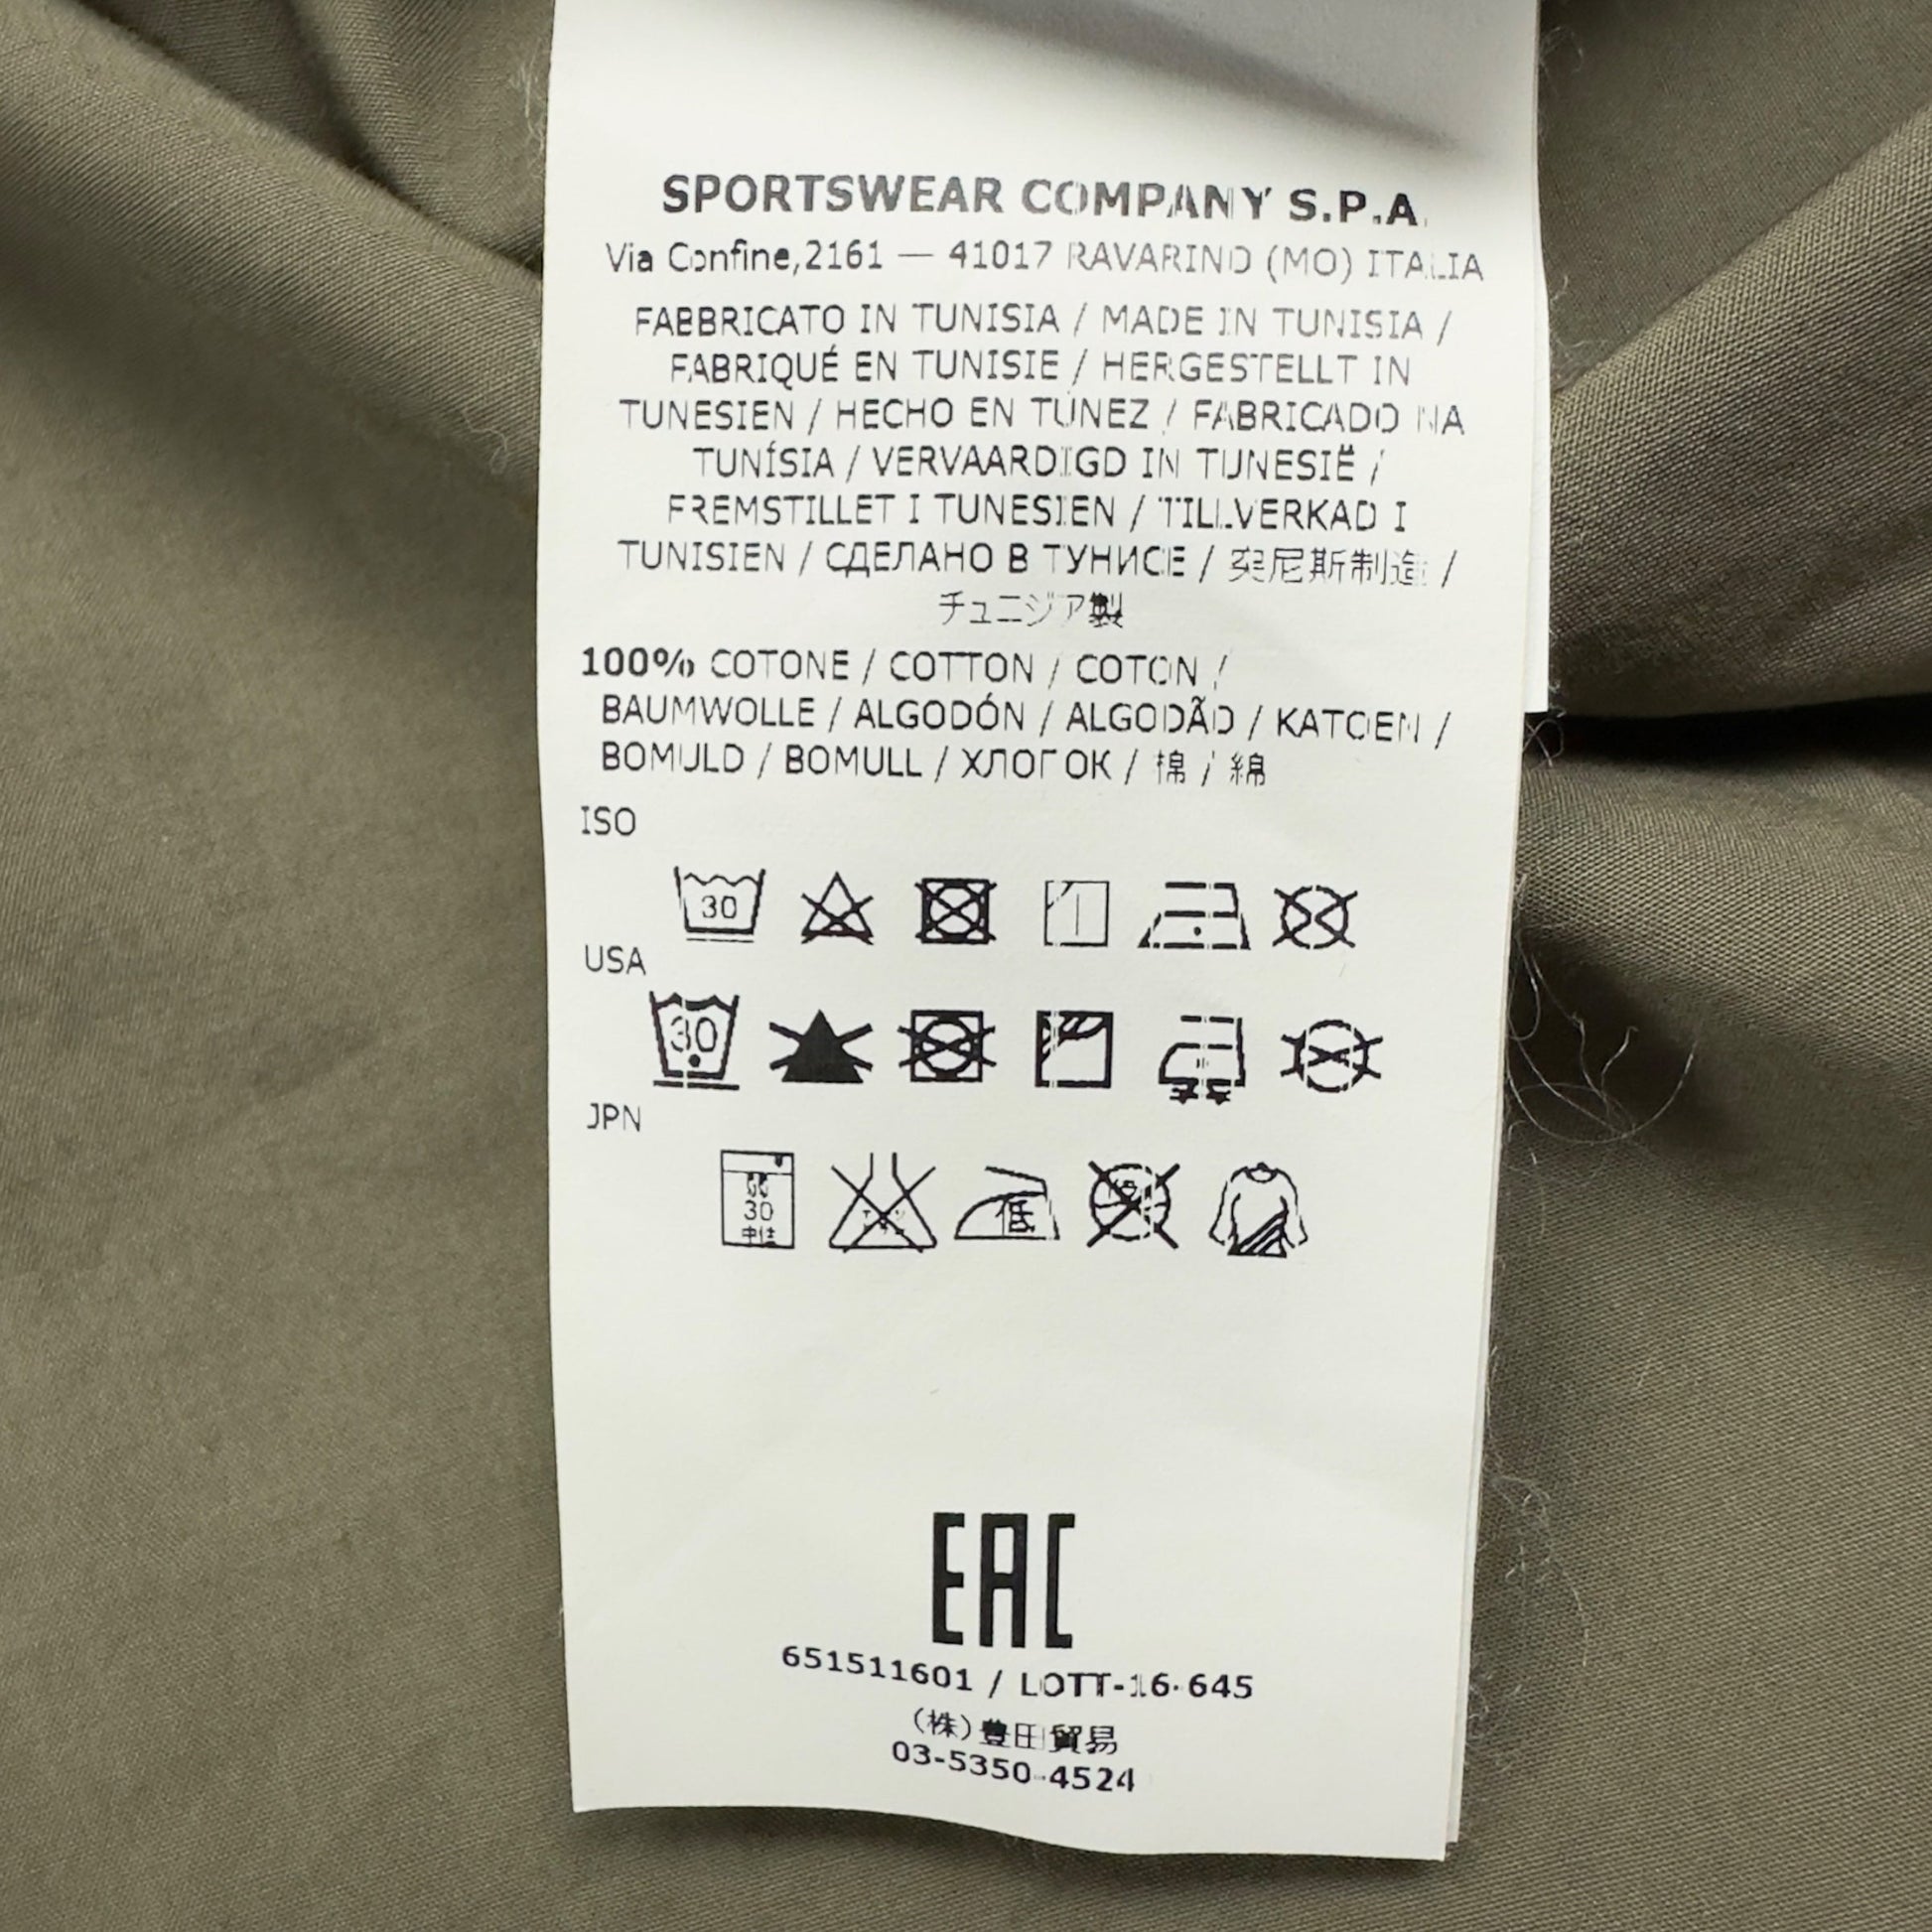 SPORTSWEAR COMPANY S.P.A.
Via Confine,2161 — 41017 RAVARINO (MO) ITALIA
FABBRICATO IN TUNISIA / MADE IN TUNISIA /
FABRIQUÉ EN TUNISIE / HERGESTELLT IN
TUNESIEN / HECHO EN TÚNEZ / FABRICADO NA
TUNÍSIA / VERVAARDIGD IN TUNESIË /
FREMSTILLET I TUNESIEN / TILLVERKAD I
TUNISIEN / СДЕЛАНО В ТУНИСЕ / 突尼斯制造 /
チュニジア製
100% COTONE / COTTON / COTON /
BAUMWOLLE / ALGODÓN / ALGODÃO / KATOEN /
BOMULD / BOMULL / ХЛОПОК / 棉 / 綿
ISO
30
USA
30
JPN
30
中性
低
EAC
651511601 / LOTT-16-645
(株)豊田貿易
03-5350-4524